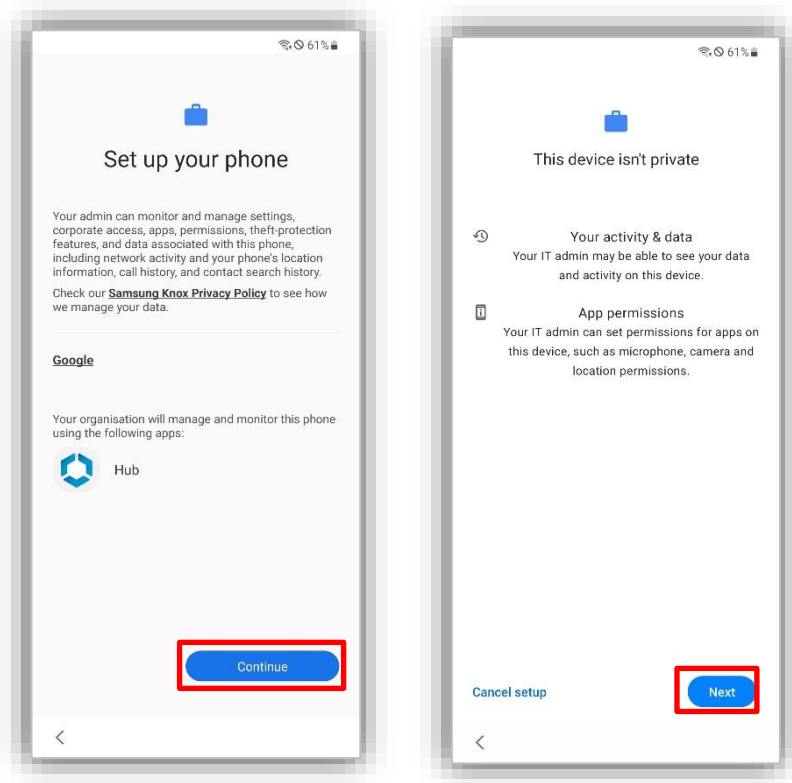 61%
Set up your phone
Your admin can monitor and manage settings,
corporate access, apps, permissions, theft-protection
features, and data associated with this phone,
including network activity and your phone's location
information, call history, and contact search history.
Check our Samsung Knox Privacy Policy to see how
we manage your data.
Google
Your organisation will manage and monitor this phone
using the following apps:
Hub
Continue
61%
This device isn't private
Your activity & data
Your IT admin may be able to see your data
and activity on this device.
App permissions
Your IT admin can set permissions for apps on
this device, such as microphone, camera and
location permissions.
Cancel setup
Next